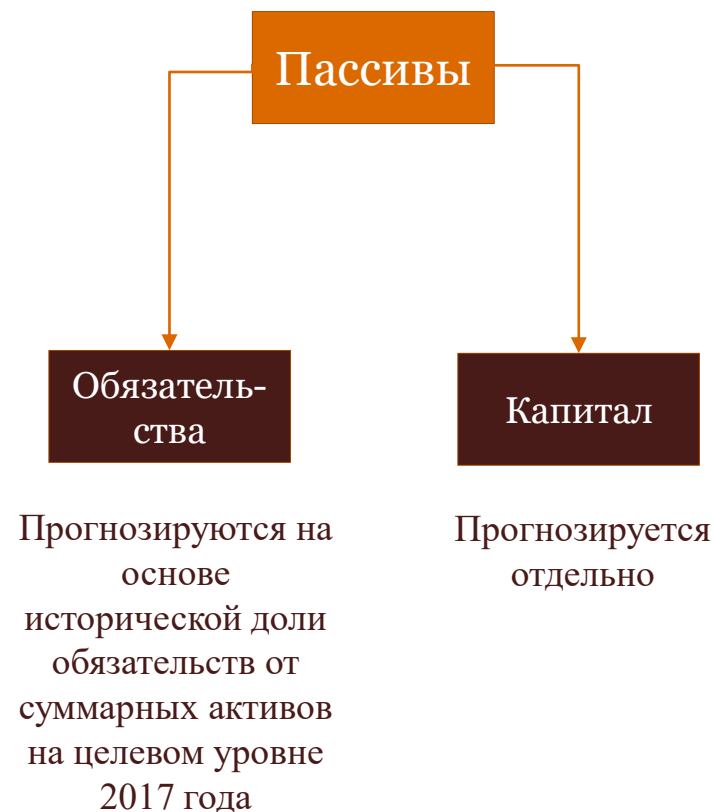 Пассивы
Обязатель-
ства
Капитал
Прогнозируются на
основе
исторической доли
обязательств от
суммарных активов
на целевом уровне
2017 года
Прогнозируется
отдельно